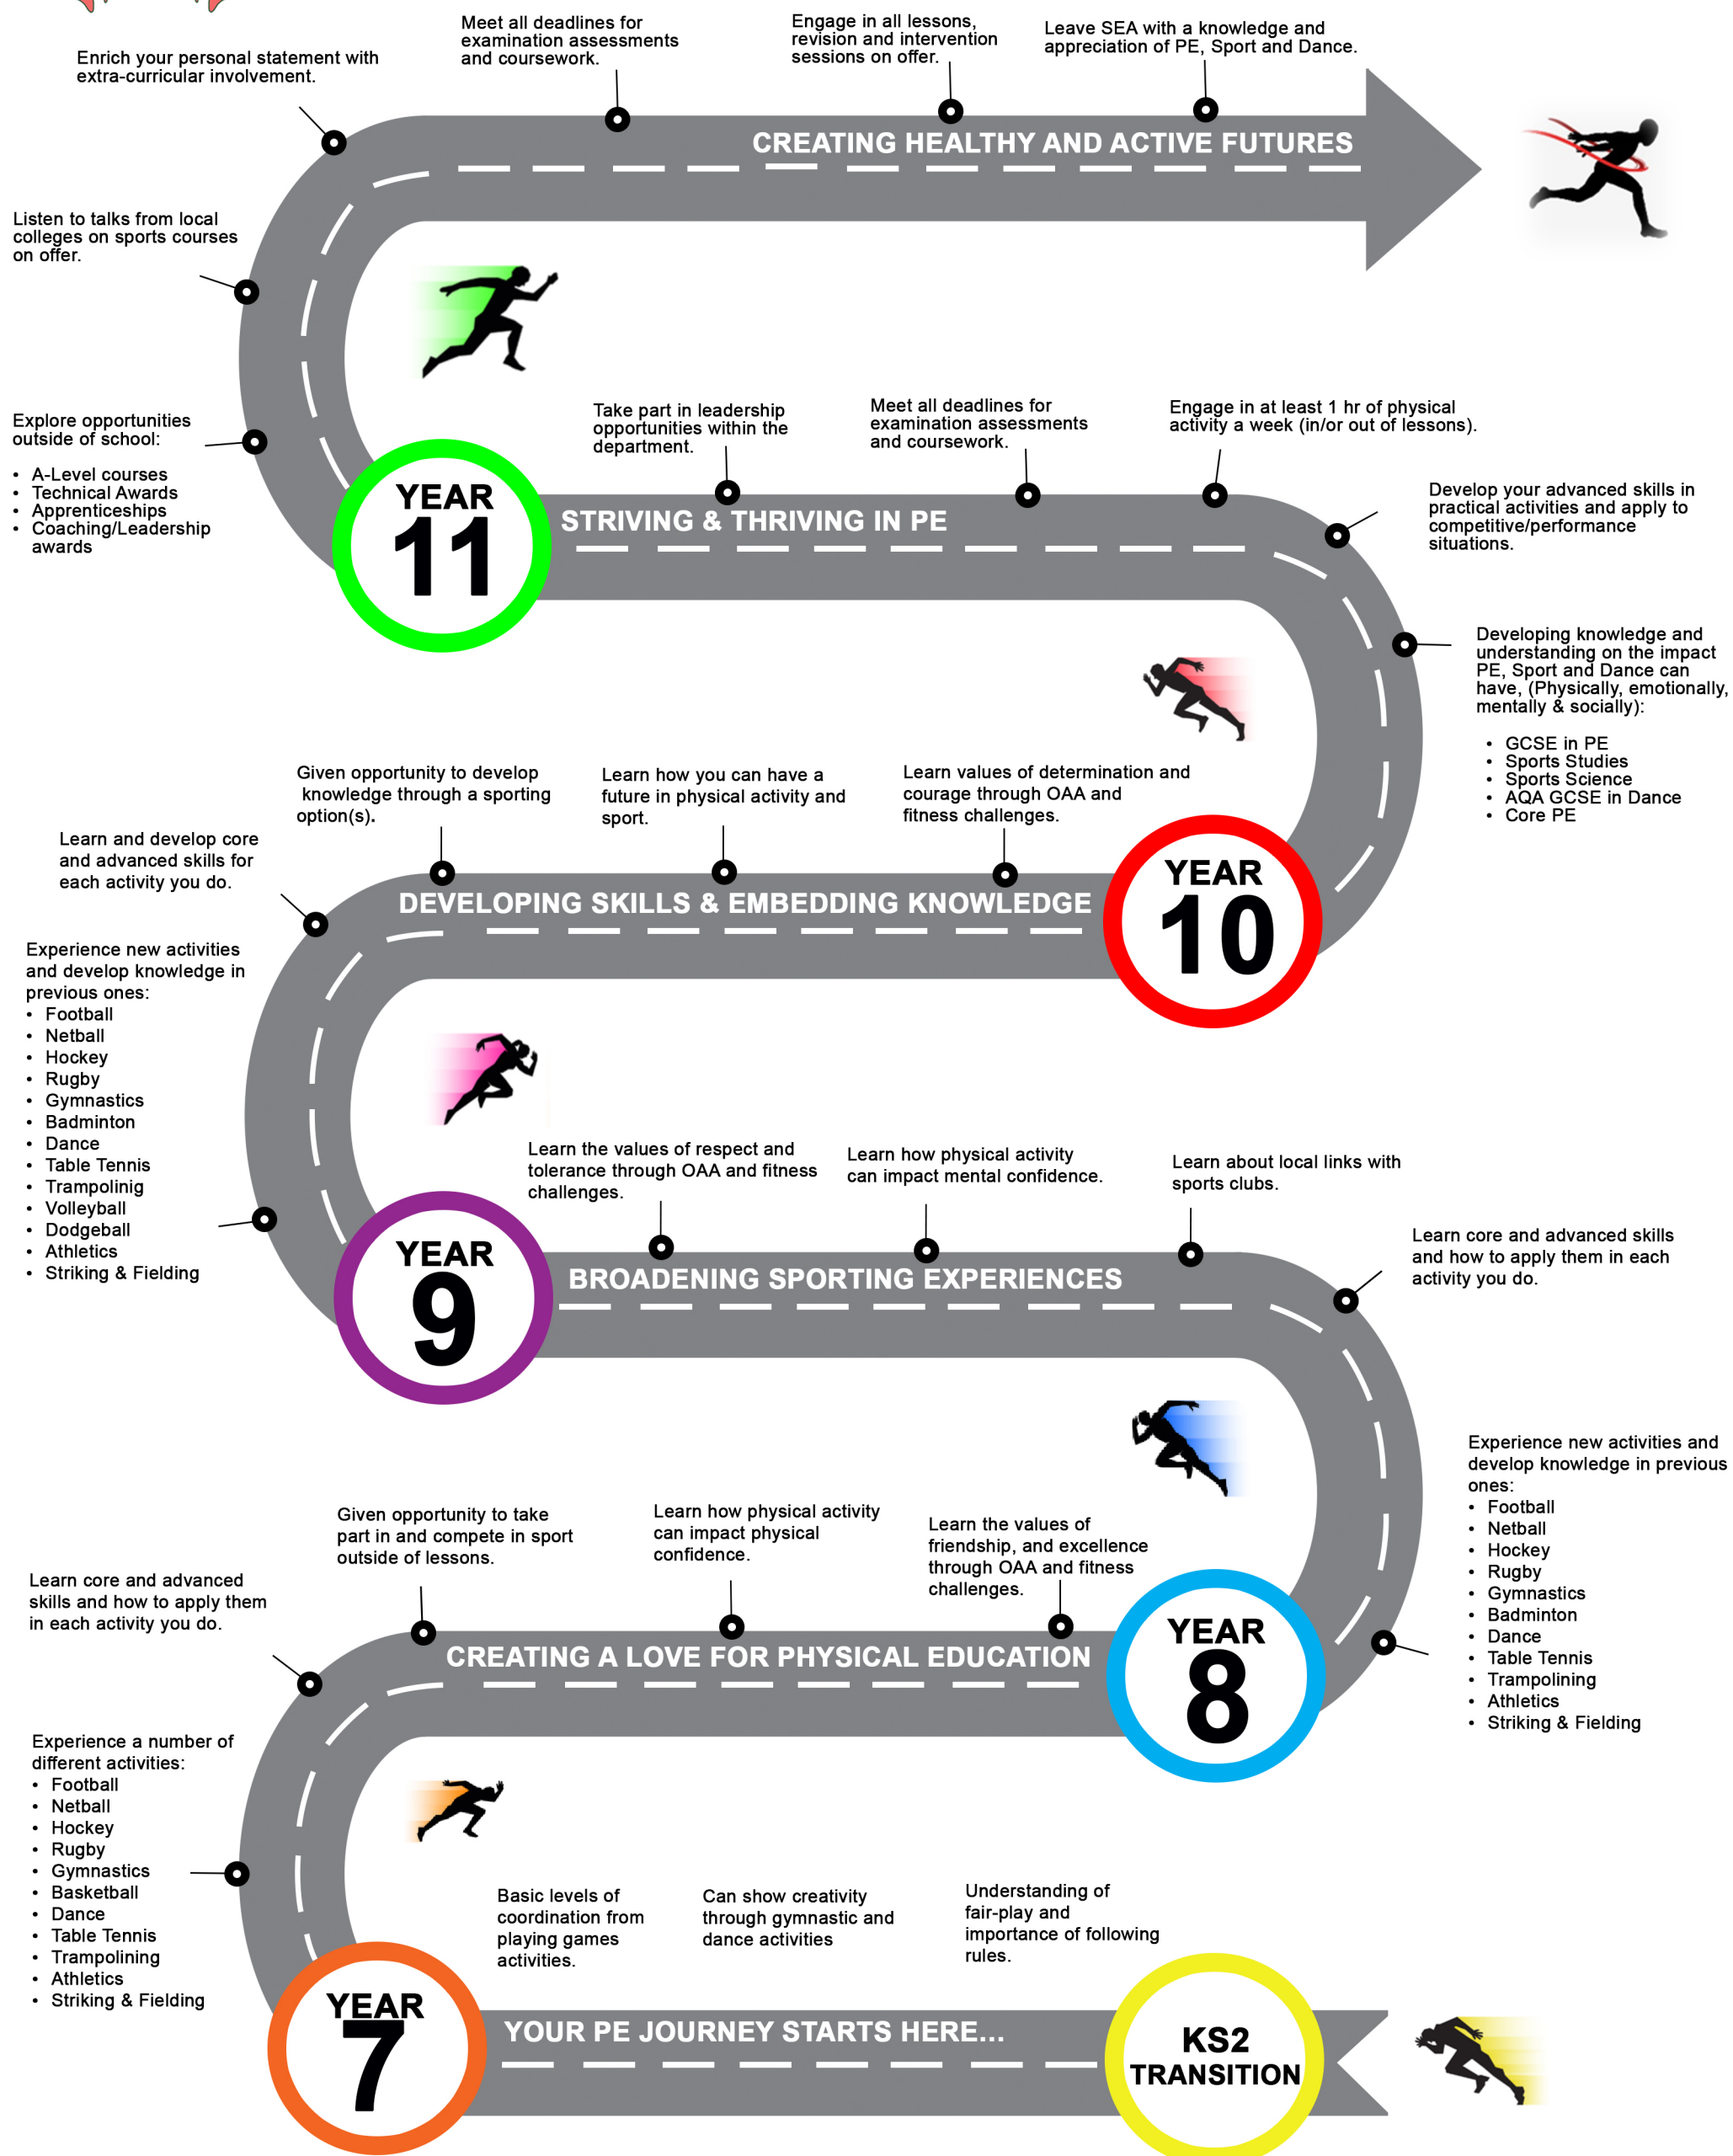 Enrich your personal statement with
extra-curricular involvement.
Meet all deadlines for
examination assessments
and coursework.
Engage in all lessons,
revision and intervention
sessions on offer.
Leave SEA with a knowledge and
appreciation of PE, Sport and Dance.
CREATING HEALTHY AND ACTIVE FUTURES
Listen to talks from local
colleges on sports courses
on offer.
Explore opportunities
outside of school:
• A-Level courses
• Technical Awards
• Apprenticeships
• Coaching/Leadership
awards
YEAR
11
Take part in leadership
opportunities within the
department.
Meet all deadlines for
examination assessments
and coursework.
Engage in at least 1 hr of physical
activity a week (in/or out of lessons).
STRIVING & THRIVING IN PE
Develop your advanced skills in
practical activities and apply to
competitive/performance
situations.
Developing knowledge and
understanding on the impact
PE, Sport and Dance can
have, (Physically, emotionally,
mentally & socially):
• GCSE in PE
• Sports Studies
• Sports Science
• AQA GCSE in Dance
• Core PE
Given opportunity to develop
knowledge through a sporting
option(s).
Learn how you can have a
future in physical activity and
sport.
Learn values of determination and
courage through OAA and
fitness challenges.
YEAR
10
Learn and develop core
and advanced skills for
each activity you do.
DEVELOPING SKILLS & EMBEDDING KNOWLEDGE
Experience new activities
and develop knowledge in
previous ones:
• Football
• Netball
• Hockey
• Rugby
• Gymnastics
• Badminton
• Dance
• Table Tennis
• Trampolinig
• Volleyball
• Dodgeball
• Athletics
• Striking & Fielding
YEAR
9
Learn the values of respect and
tolerance through OAA and fitness
challenges.
Learn how physical activity
can impact mental confidence.
Learn about local links with
sports clubs.
BROADENING SPORTING EXPERIENCES
Learn core and advanced skills
and how to apply them in each
activity you do.
Experience new activities and
develop knowledge in previous
ones:
• Football
• Netball
• Hockey
• Rugby
• Gymnastics
• Badminton
• Dance
• Table Tennis
• Trampolining
• Athletics
• Striking & Fielding
Given opportunity to take
part in and compete in sport
outside of lessons.
Learn how physical activity
can impact physical
confidence.
Learn the values of
friendship, and excellence
through OAA and fitness
challenges.
YEAR
8
Learn core and advanced
skills and how to apply them
in each activity you do.
CREATING A LOVE FOR PHYSICAL EDUCATION
Experience a number of
different activities:
• Football
• Netball
• Hockey
• Rugby
• Gymnastics
• Basketball
• Dance
• Table Tennis
• Trampolining
• Athletics
• Striking & Fielding
Basic levels of
coordination from
playing games
activities.
Can show creativity
through gymnastic and
dance activities
Understanding of
fair-play and
importance of following
rules.
YEAR
7
YOUR PE JOURNEY STARTS HERE...
KS2
TRANSITION